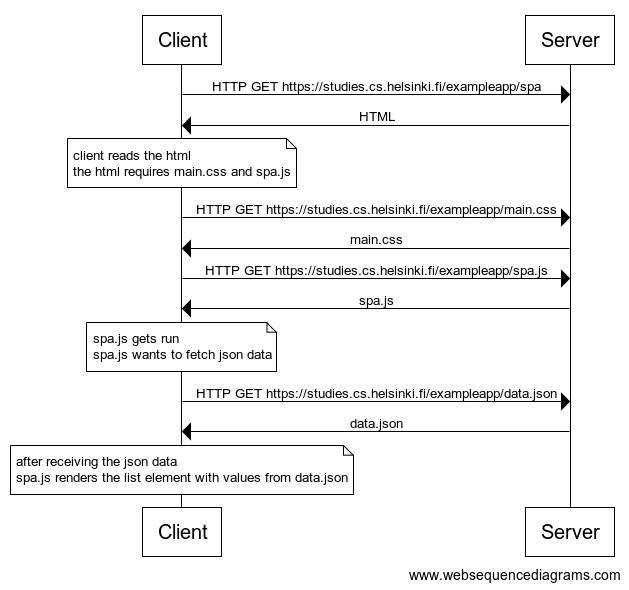 Client
Server
HTTP GET https://studies.cs.helsinki.fi/exampleapp/spa
HTML
client reads the html
the html requires main.css and spa.js
HTTP GET https://studies.cs.helsinki.fi/exampleapp/main.css
main.css
HTTP GET https://studies.cs.helsinki.fi/exampleapp/spa.js
spa.js
spa.js gets run
spa.js wants to fetch json data
HTTP GET https://studies.cs.helsinki.fi/exampleapp/data.json
data.json
after receiving the json data
spa.js renders the list element with values from data.json
Client
Server
www.websequencediagrams.com